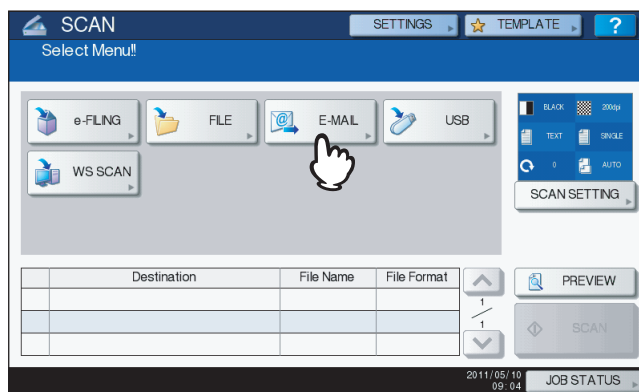 SCAN
SETTINGS
TEMPLATE
?
Select Menu!!
e-FILING
FILE
@
E-MAIL
USB
WS SCAN
BLACK
200dpi
TEXT
SINGLE
0
AUTO
SCAN SETTING
Destination
File Name
File Format
1
1
PREVIEW
SCAN
2011/05/10
09:04
JOB STATUS